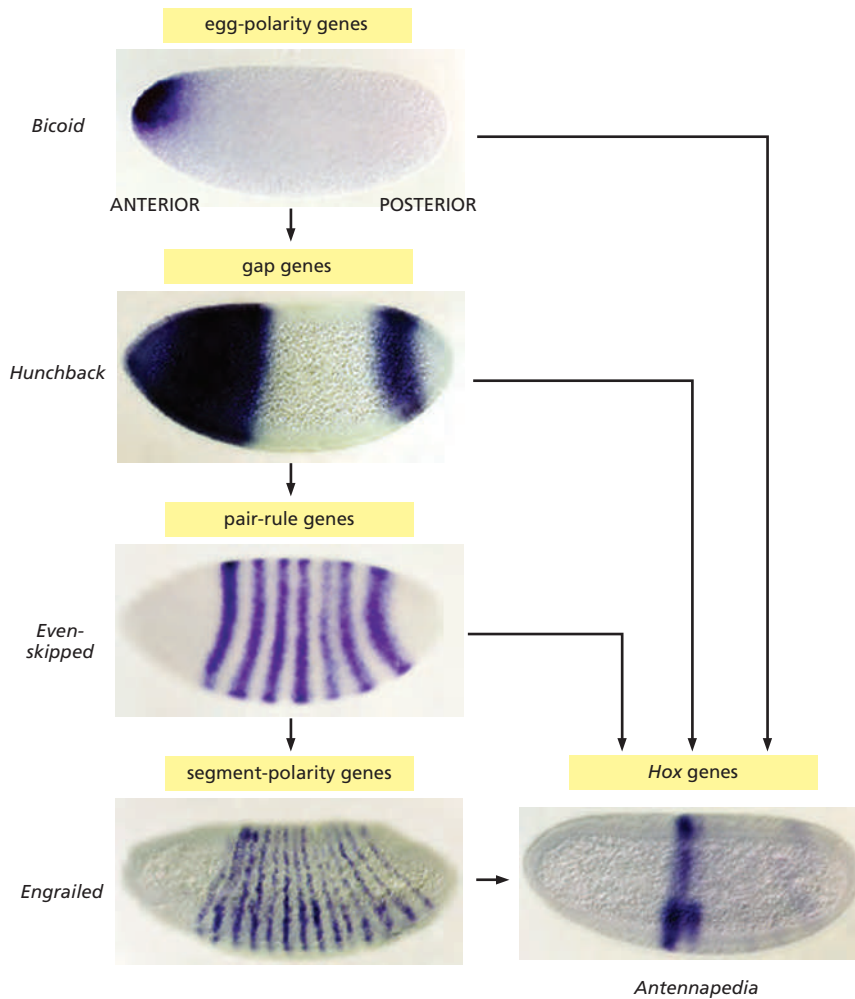 egg-polarity genes
Bicoid
ANTERIOR
POSTERIOR
gap genes
Hunchback
pair-rule genes
Even-
skipped
segment-polarity genes
Hox genes
Engrailed
Antennapedia